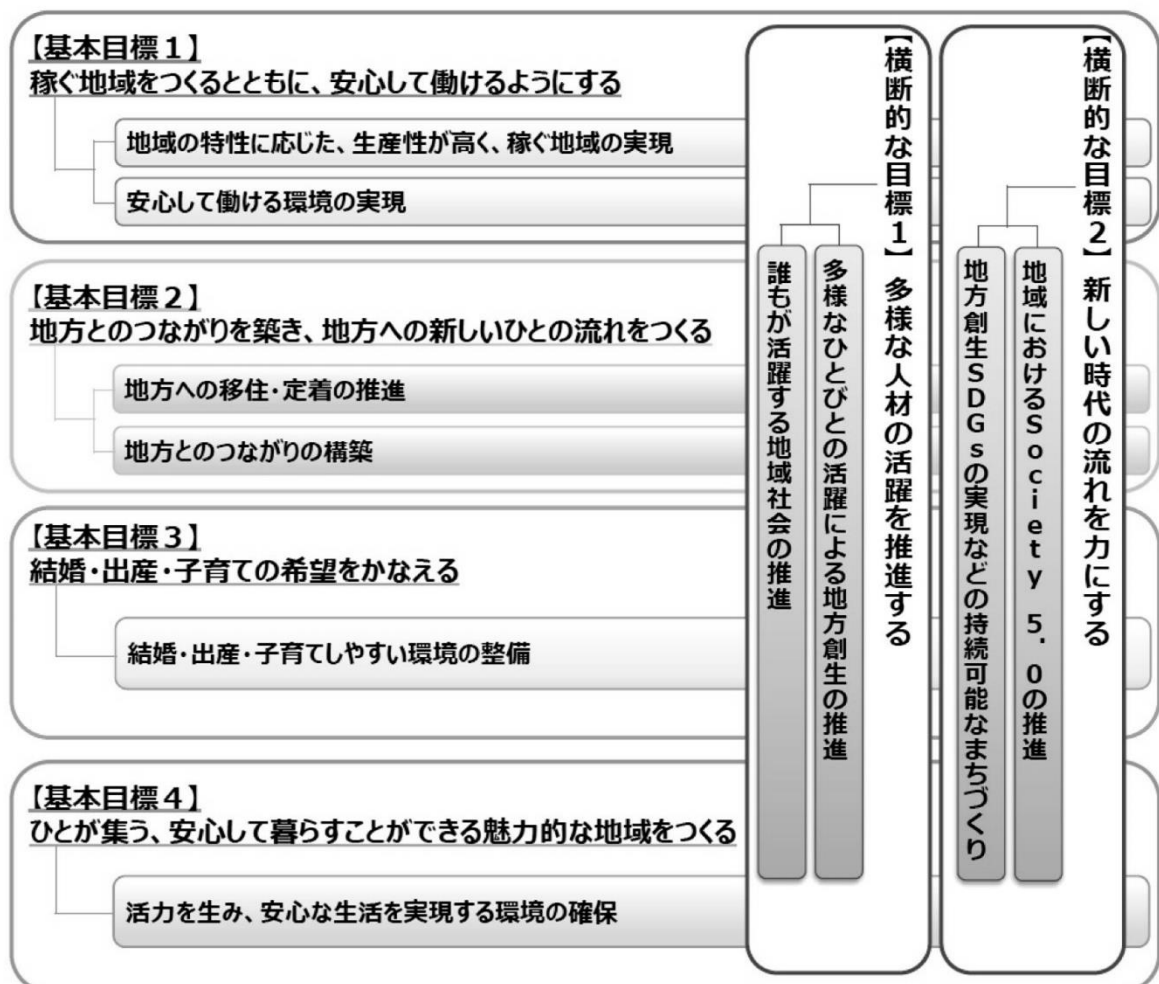 【基本目標１】
稼ぐ地域をつくるとともに、安心して働けるようにする
地域の特性に応じた、生産性が高く、稼ぐ地域の実現
安心して働ける環境の実現
【基本目標２】
地方とのつながりを築き、地方への新しいひとの流れをつくる
地方への移住・定着の推進
地方とのつながりの構築
【基本目標３】
結婚・出産・子育ての希望をかなえる
結婚・出産・子育てしやすい環境の整備
【基本目標４】
ひとが集う、安心して暮らすことができる魅力的な地域をつくる
活力を生み、安心な生活を実現する環境の確保
【横断的な目標１】多様な人材の活躍を推進する
多様なひとびとの活躍による地方創生の推進
誰もが活躍する地域社会の推進
【横断的な目標２】新しい時代の流れを力にする
地域におけるSociety 5.0の推進
地方創生SDGsの実現などの持続可能なまちづくり